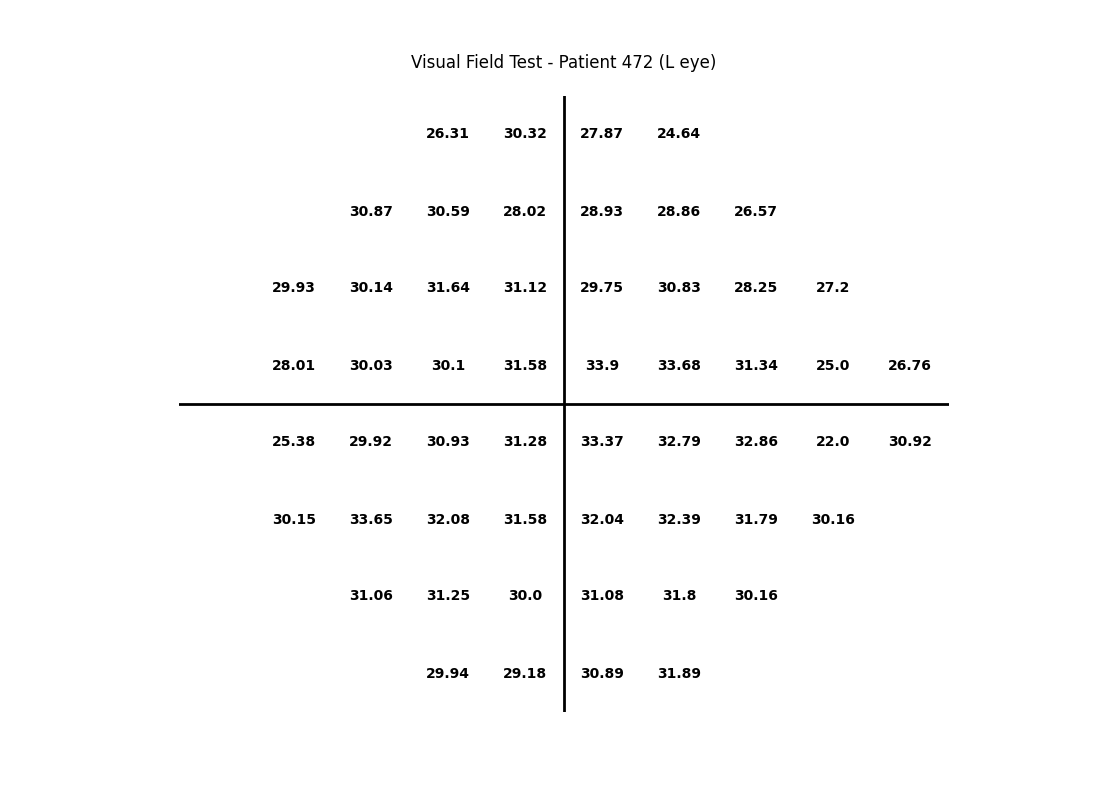 Visual Field Test - Patient 472 (L eye)
26.31 30.32 27.87 24.64
30.87 30.59 28.02 28.93 28.86 26.57
29.93 30.14 31.64 31.12 29.75 30.83 28.25 27.2
28.01 30.03 30.1 31.58 33.9 33.68 31.34 25.0 26.76
25.38 29.92 30.93 31.28 33.37 32.79 32.86 22.0 30.92
30.15 33.65 32.08 31.58 32.04 32.39 31.79 30.16
31.06 31.25 30.0 31.08 31.8 30.16
29.94 29.18 30.89 31.89